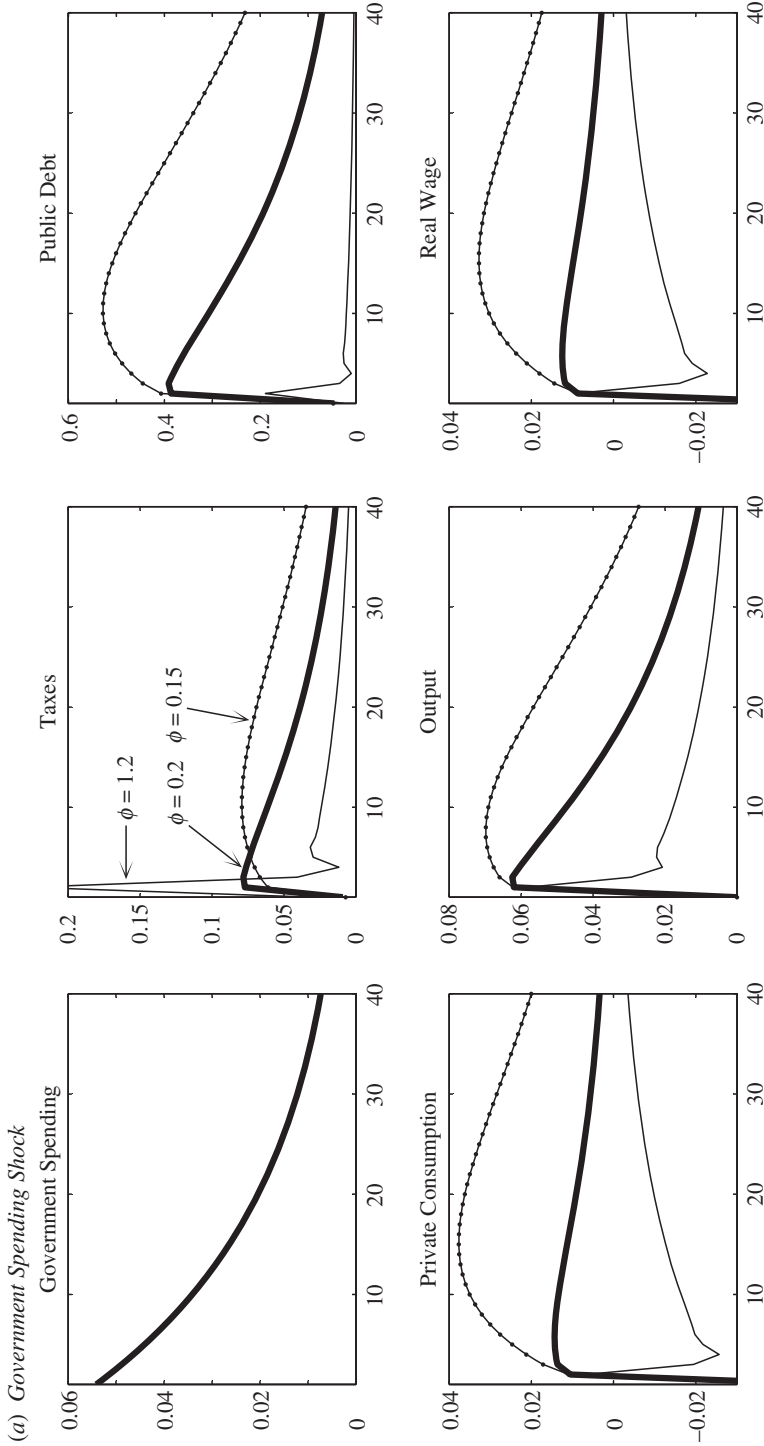 (a) Government Spending Shock
Government Spending
0.06
0.04
0.02
0
10 20 30 40
Taxes
0.2
0.15
0.1
0.05
0
10 20 30 40
ϕ = 1.2
ϕ = 0.2 ϕ = 0.15
Public Debt
0.6
0.4
0.2
0
10 20 30 40
Private Consumption
0.04
0.02
0
−0.02
10 20 30 40
Output
0.08
0.06
0.04
0.02
0
10 20 30 40
Real Wage
0.04
0.02
0
−0.02
10 20 30 40